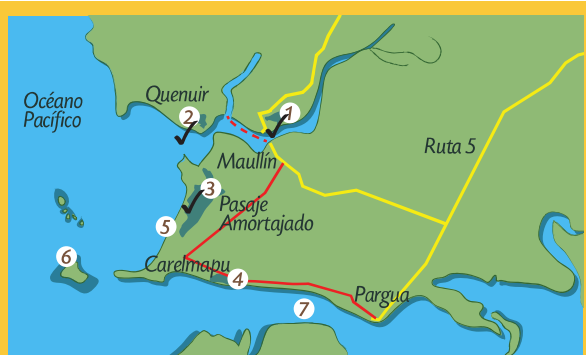 Quenuir
Océano
Pacífico
2
1
Ruta 5
Maullín
3
Pasaje
Amortajado
5
6
Carelmapu
4
Pargua
7